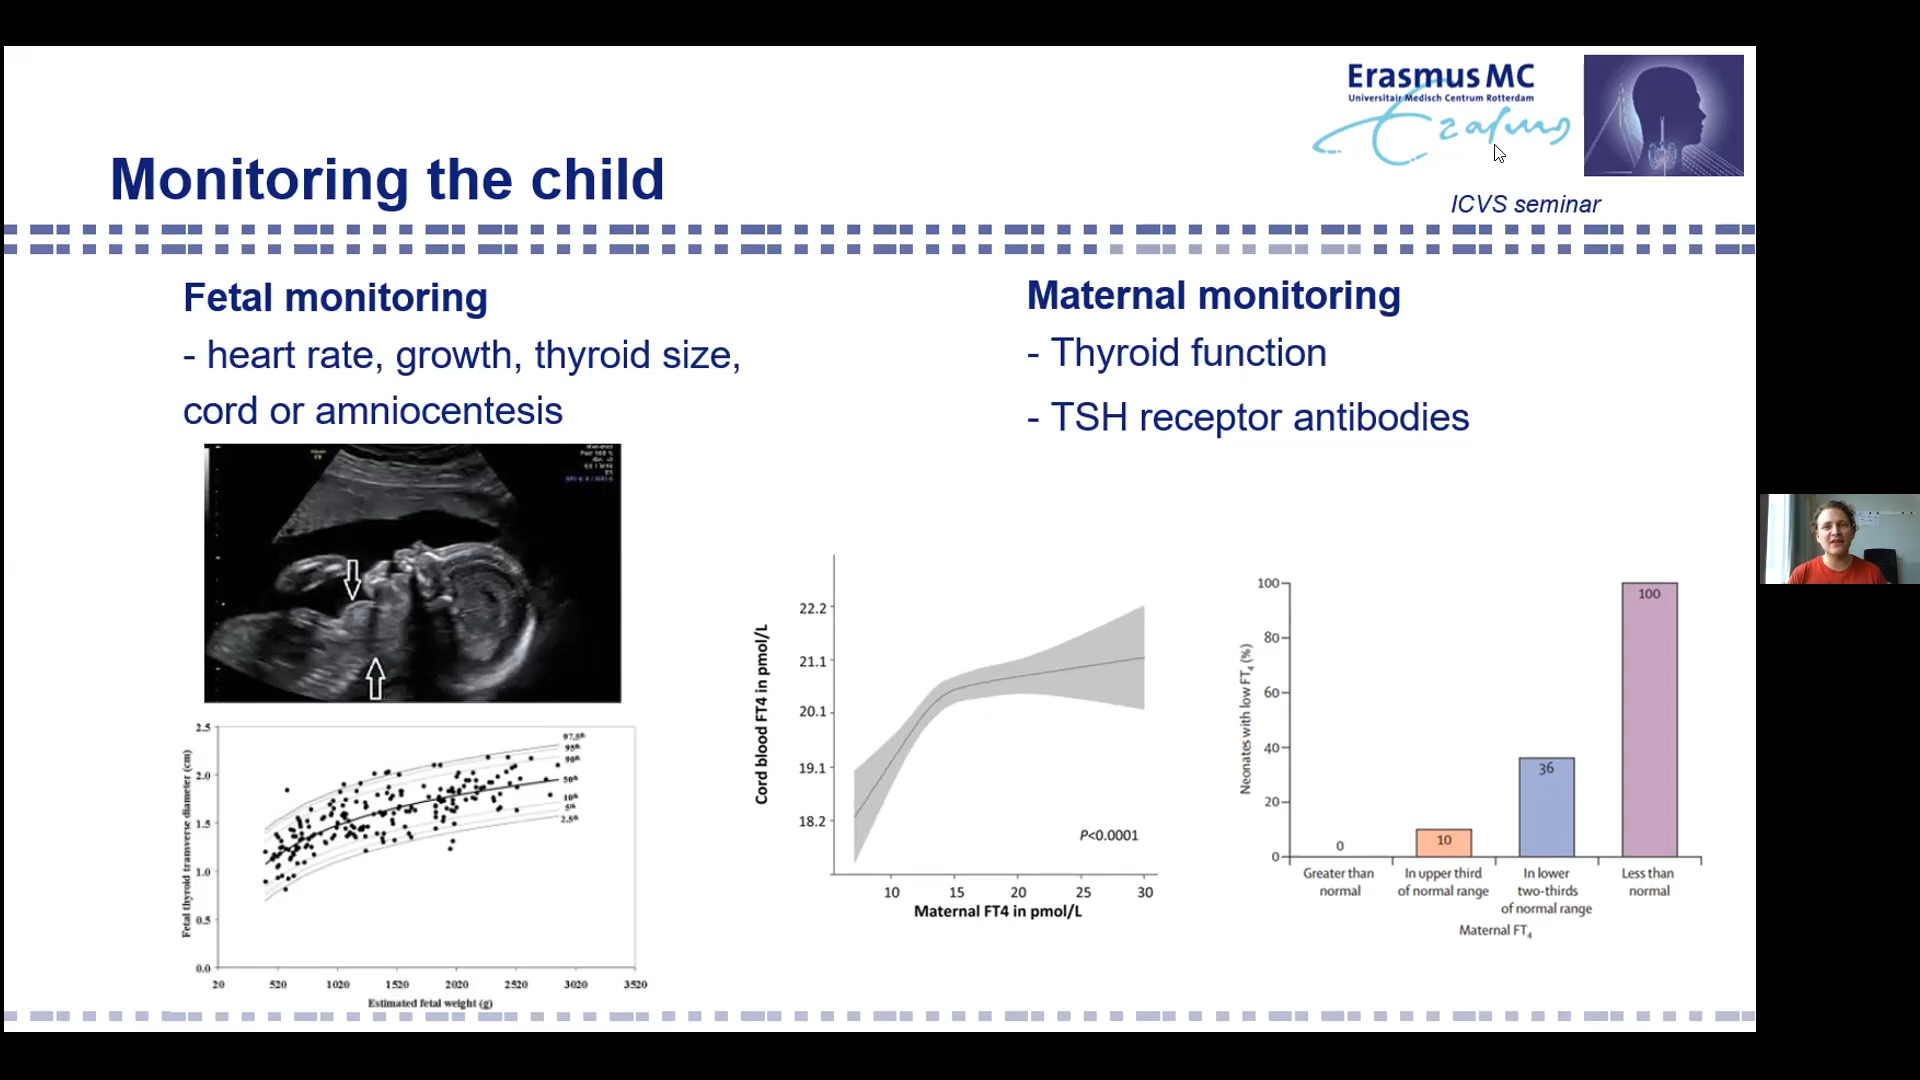 Erasmus MC
Universitair Medisch Centrum Rotterdam
Erasmus
Monitoring the child
ICVS seminar
Fetal monitoring
- heart rate, growth, thyroid size,
cord or amniocentesis
Maternal monitoring
- Thyroid function
- TSH receptor antibodies
Fetal thyroid transverse diameter (cm)
2.5
2.0
1.5
1.0
0.5
0.0
97.5th
95th
90th
50th
10th
5th
2.5th
20 520 1020 1520 2020 2520 3020 3520
Estimated fetal weight (g)
Cord blood FT4 in pmol/L
22.2
21.1
20.1
19.1
18.2
P<0.0001
10 15 20 25 30
Maternal FT4 in pmol/L
Neonates with low FT₄ (%)
100
80
60
40
20
0
0
10
36
100
Greater than
normal
In upper third
of normal range
In lower
two-thirds
of normal range
Less than
normal
Maternal FT₄